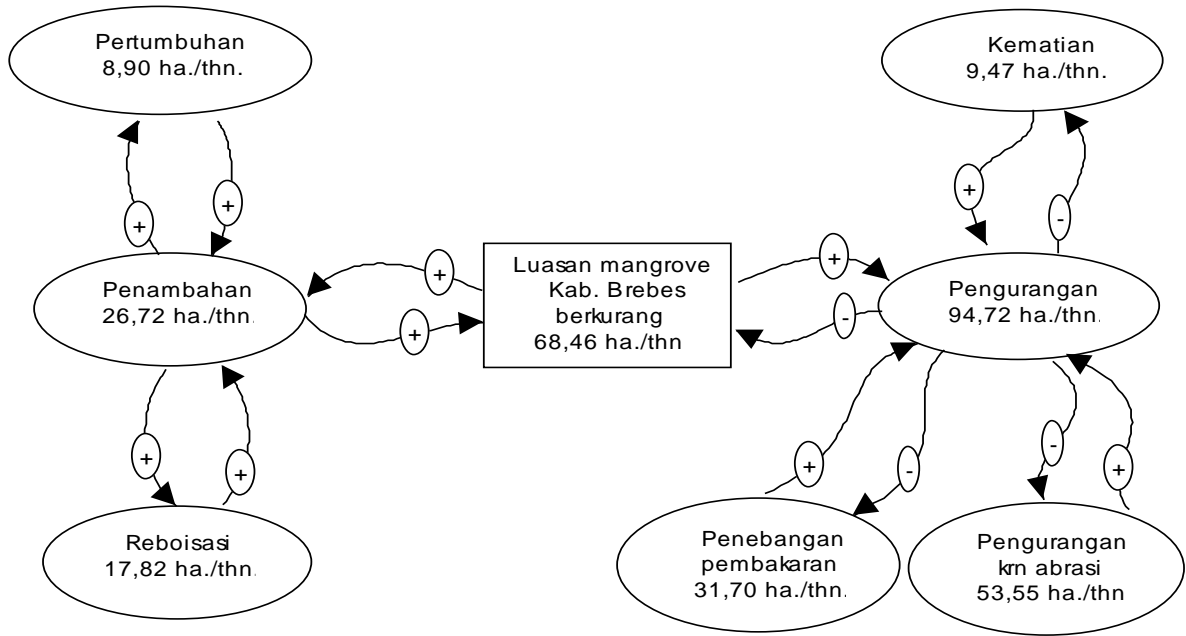 Pertumbuhan
8,90 ha./thn.
Kematian
9,47 ha./thn.
+
+
+
-
Penambahan
26,72 ha./thn.
+
+
Luasan mangrove
Kab. Brebes
berkurang
68,46 ha./thn
+
-
Pengurangan
94,72 ha./thn.
+
+
+
-
-
+
Reboisasi
17,82 ha./thn.
Penebangan
pembakaran
31,70 ha./thn.
Pengurangan
krn abrasi
53,55 ha./thn